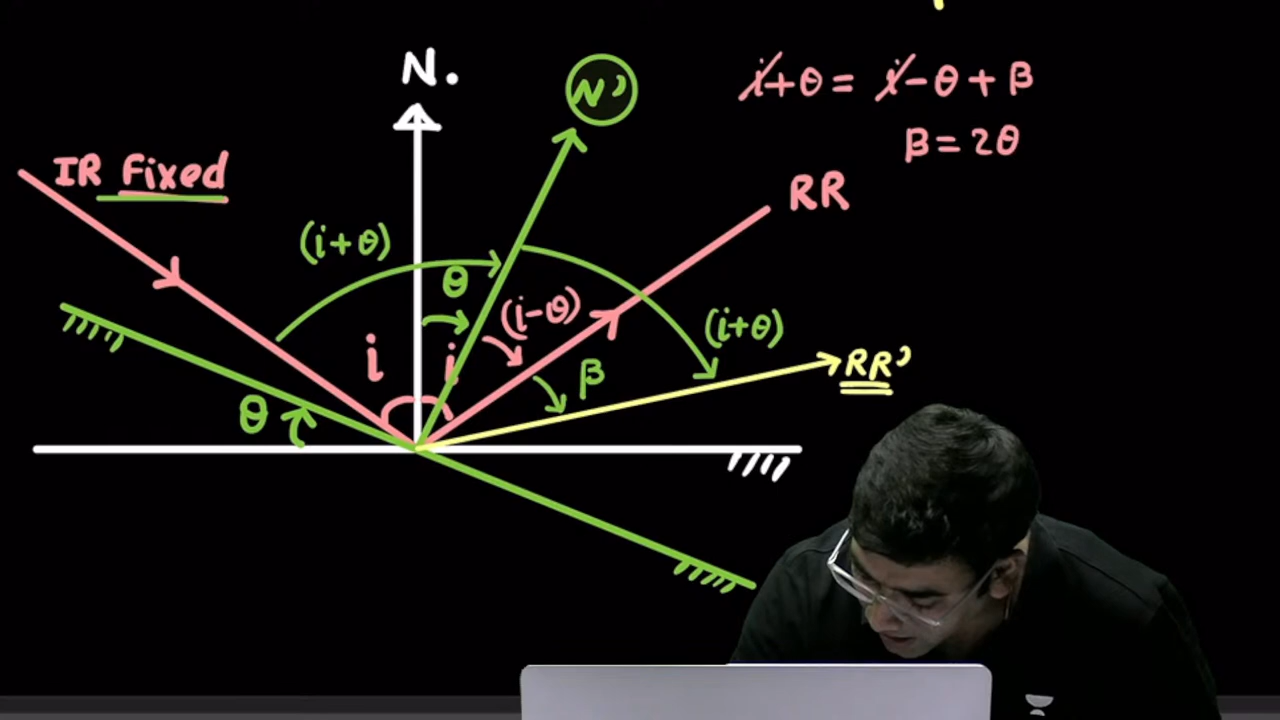 N.
N'
i+θ = i-θ+β
β=2θ
IR Fixed
RR
(i+θ)
θ
(i-θ)
(i+θ)
i
i
β
RR'
θ